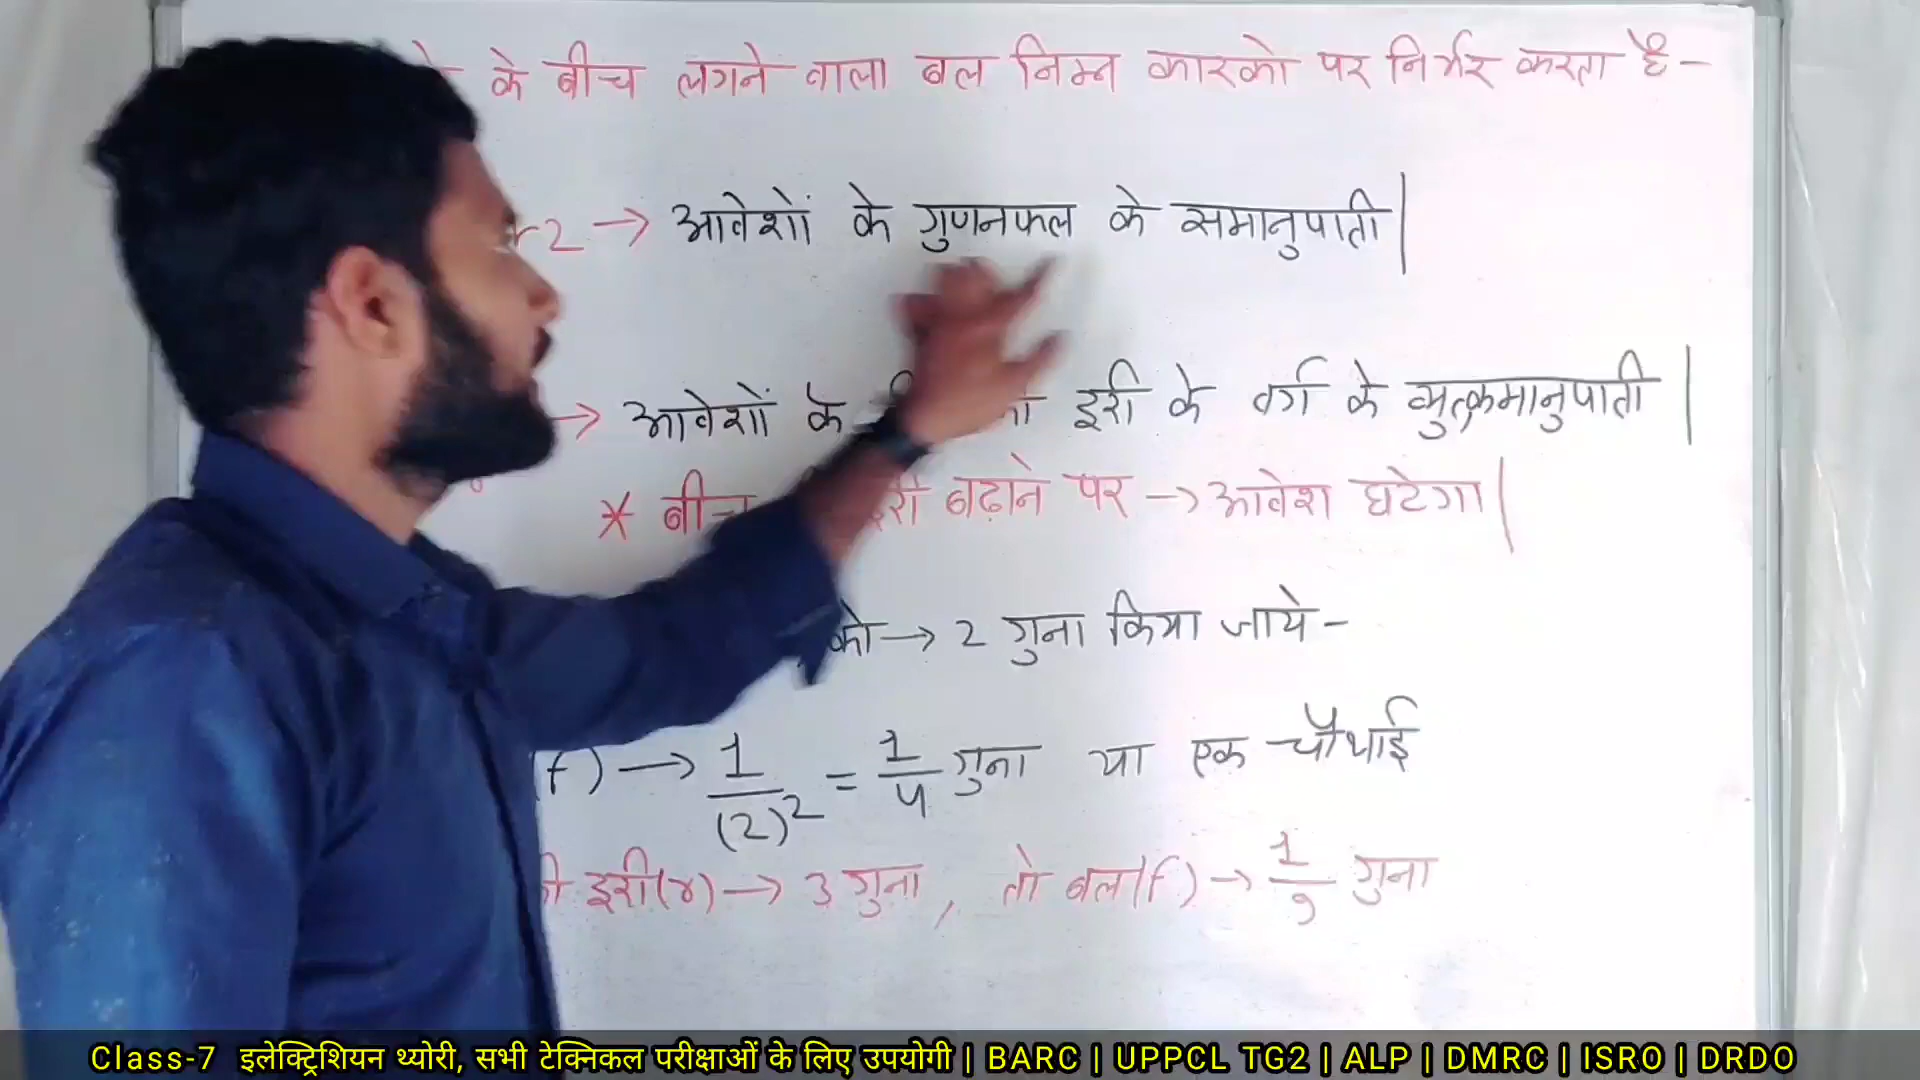 के बीच लगने वाला बल निम्न कारको पर निर्भर करता है-
2 → आवेशों के गुणनफल के समानुपाती|
→ आवेशों के दूरी के वर्ग के व्युत्क्रमानुपाती|
* बीच बढ़ाने पर → आवेश घटेगा|
को → 2 गुना किया जाये-
f) → 1/(2)² = 1/4 गुना या एक चौथाई
दूरी(r) → 3 गुना, तो बल(f) → 1/9 गुना
Class-7 इलेक्ट्रिशियन थ्योरी, सभी टेक्निकल परीक्षाओं के लिए उपयोगी | BARC | UPPCL TG2 | ALP | DMRC | ISRO | DRDO